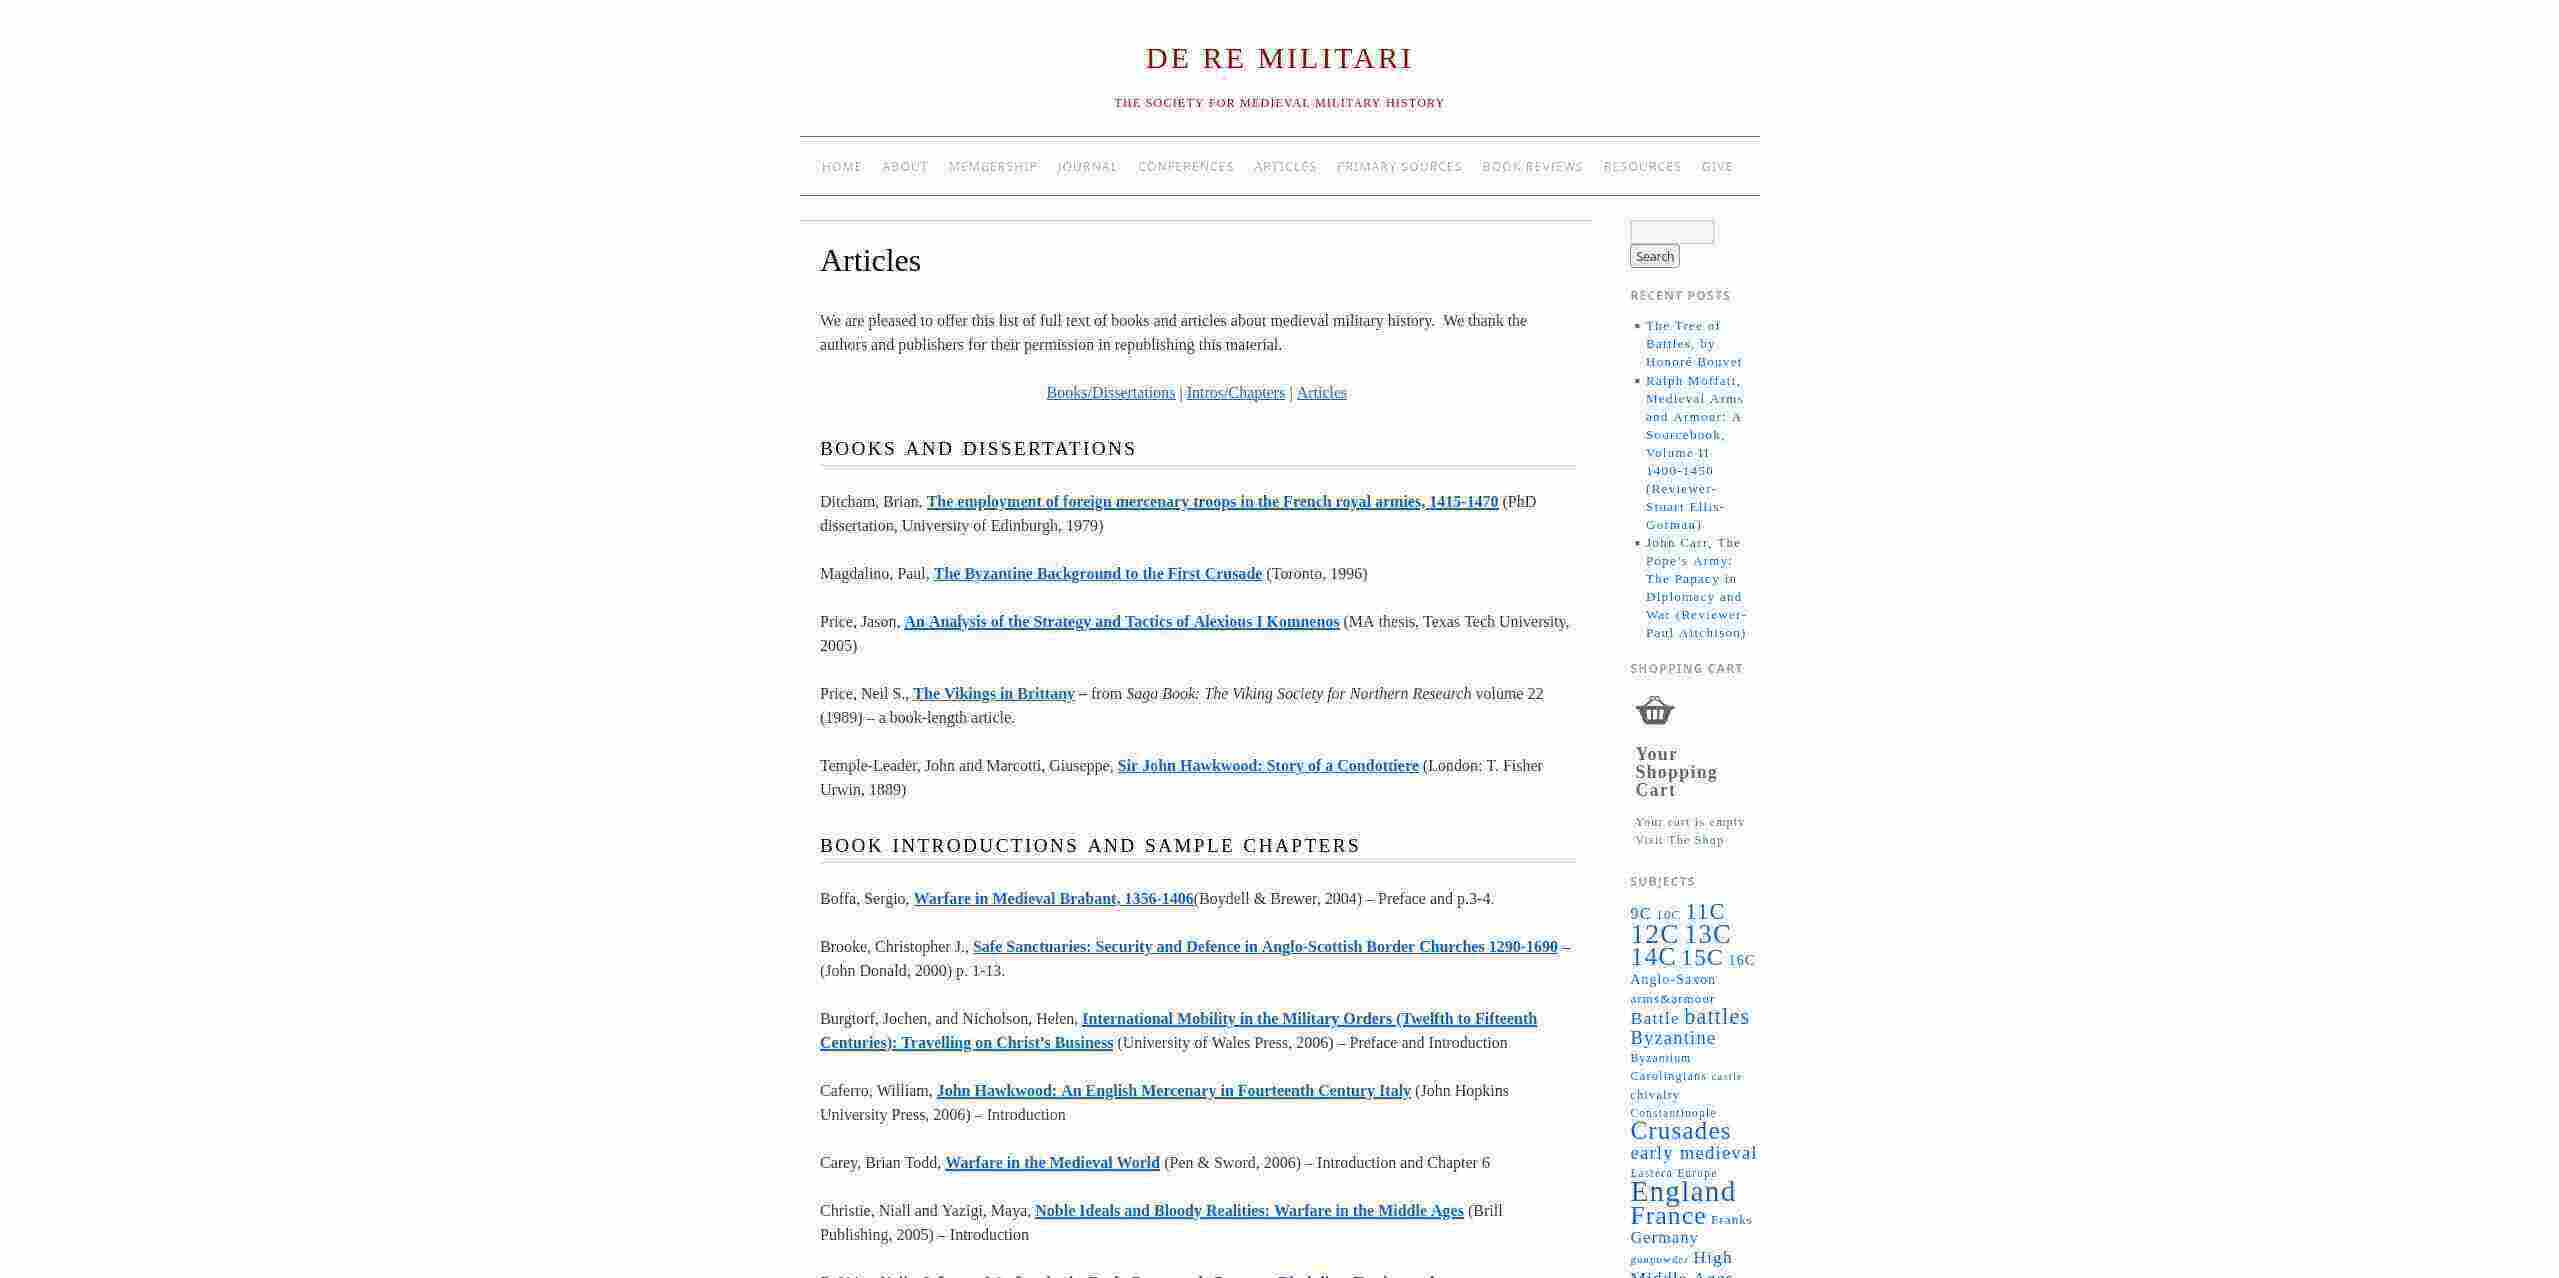 DE RE MILITARI
THE SOCIETY FOR MEDIEVAL MILITARY HISTORY
HOME ABOUT MEMBERSHIP JOURNAL CONFERENCES ARTICLES PRIMARY SOURCES BOOK REVIEWS RESOURCES GIVE
Articles
We are pleased to offer this list of full text of books and articles about medieval military history.  We thank the
authors and publishers for their permission in republishing this material.
Books/Dissertations | Intros/Chapters | Articles
BOOKS AND DISSERTATIONS
Ditcham, Brian, The employment of foreign mercenary troops in the French royal armies, 1415-1470 (PhD
dissertation, University of Edinburgh, 1979)
Magdalino, Paul, The Byzantine Background to the First Crusade (Toronto, 1996)
Price, Jason, An Analysis of the Strategy and Tactics of Alexious I Komnenos (MA thesis, Texas Tech University,
2005)
Price, Neil S., The Vikings in Brittany – from Saga Book: The Viking Society for Northern Research volume 22
(1989) – a book-length article.
Temple-Leader, John and Marcotti, Giuseppe, Sir John Hawkwood: Story of a Condottiere (London: T. Fisher
Urwin, 1889)
BOOK INTRODUCTIONS AND SAMPLE CHAPTERS
Boffa, Sergio, Warfare in Medieval Brabant, 1356-1406(Boydell & Brewer, 2004) – Preface and p.3-4.
Brooke, Christopher J., Safe Sanctuaries: Security and Defence in Anglo-Scottish Border Churches 1290-1690 –
(John Donald, 2000) p. 1-13.
Burgtorf, Jochen, and Nicholson, Helen, International Mobility in the Military Orders (Twelfth to Fifteenth
Centuries): Travelling on Christ’s Business (University of Wales Press, 2006) – Preface and Introduction
Caferro, William, John Hawkwood: An English Mercenary in Fourteenth Century Italy (John Hopkins
University Press, 2006) – Introduction
Carey, Brian Todd, Warfare in the Medieval World (Pen & Sword, 2006) – Introduction and Chapter 6
Christie, Niall and Yazigi, Maya, Noble Ideals and Bloody Realities: Warfare in the Middle Ages (Brill
Publishing, 2005) – Introduction
Search
RECENT POSTS
The Tree of
Battles, by
Honoré Bouvet
Ralph Moffatt,
Medieval Arms
and Armour: A
Sourcebook,
Volume II
1400-1450
(Reviewer-
Stuart Ellis-
Gorman)
John Carr, The
Pope’s Army:
The Papacy in
Diplomacy and
War (Reviewer-
Paul Aitchison)
SHOPPING CART
Your
Shopping
Cart
Your cart is empty
Visit The Shop
SUBJECTS
9C 10C 11C
12C 13C
14C 15C 16C
Anglo-Saxon
arms&armour
Battle battles
Byzantine
Byzantium
Carolingians castle
chivalry
Constantinople
Crusades
early medieval
Eastern Europe
England
France Franks
Germany
gunpowder High
Middle Ages